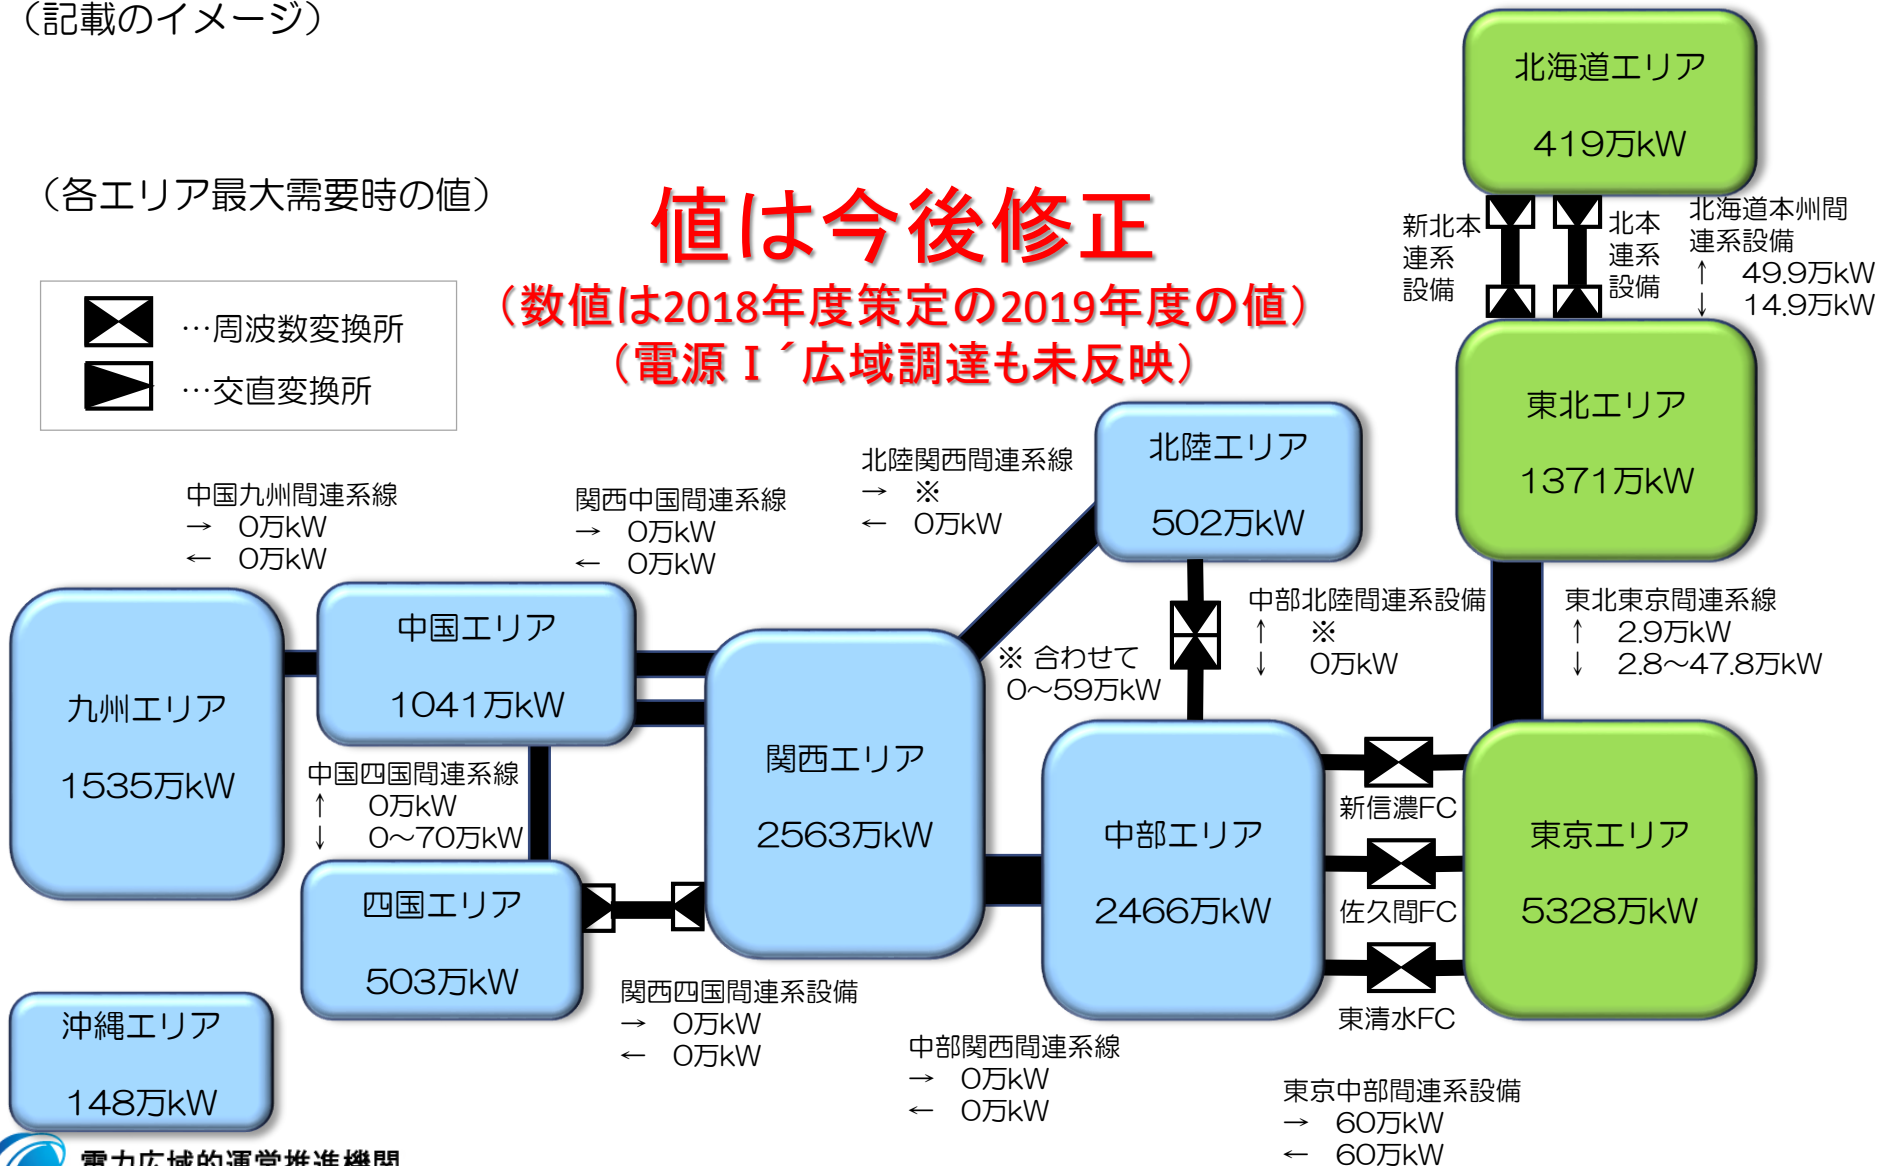 （記載のイメージ）
（各エリア最大需要時の値）
…周波数変換所
…交直変換所
値は今後修正
（数値は2018年度策定の2019年度の値）
（電源Ⅰ´広域調達も未反映）
北海道エリア
419万kW
新北本
連系
設備
北本
連系
設備
北海道本州間
連系設備
↑ 49.9万kW
↓ 14.9万kW
東北エリア
1371万kW
北陸エリア
502万kW
北陸関西間連系線
→ ※
← 0万kW
中国九州間連系線
→ 0万kW
← 0万kW
関西中国間連系線
→ 0万kW
← 0万kW
中部北陸間連系設備
↑ ※
↓ 0万kW
※ 合わせて
0～59万kW
東北東京間連系線
↑ 2.9万kW
↓ 2.8～47.8万kW
九州エリア
1535万kW
中国エリア
1041万kW
中国四国間連系線
↑ 0万kW
↓ 0～70万kW
関西エリア
2563万kW
中部エリア
2466万kW
新信濃FC
佐久間FC
東清水FC
東京エリア
5328万kW
四国エリア
503万kW
関西四国間連系設備
→ 0万kW
← 0万kW
中部関西間連系線
→ 0万kW
← 0万kW
東京中部間連系設備
→ 60万kW
← 60万kW
沖縄エリア
148万kW
電力広域的運営推進機関